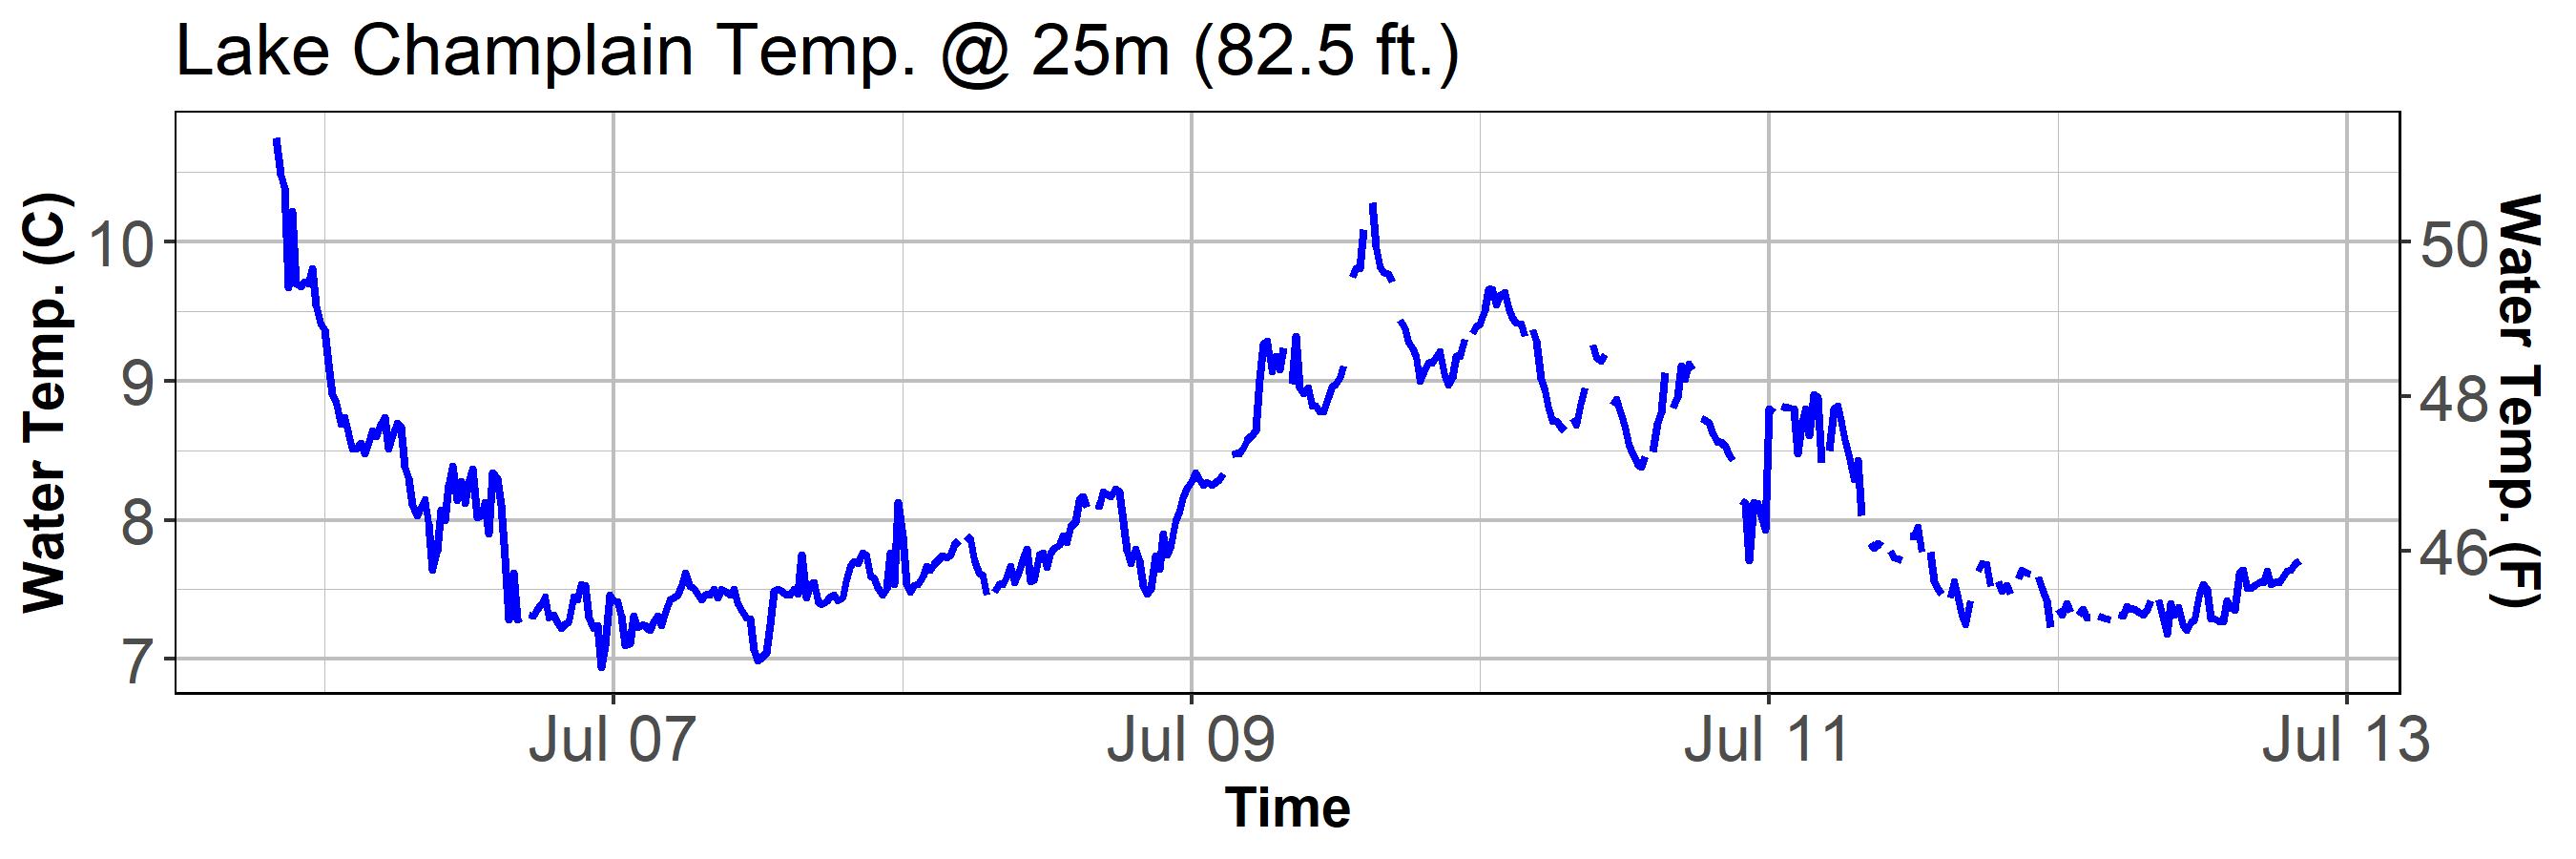 Lake Champlain Temp. @ 25m (82.5 ft.)
Water Temp. (C)
10
9
8
7
50
48
46
Water Temp. (F)
Jul 07
Jul 09
Jul 11
Jul 13
Time